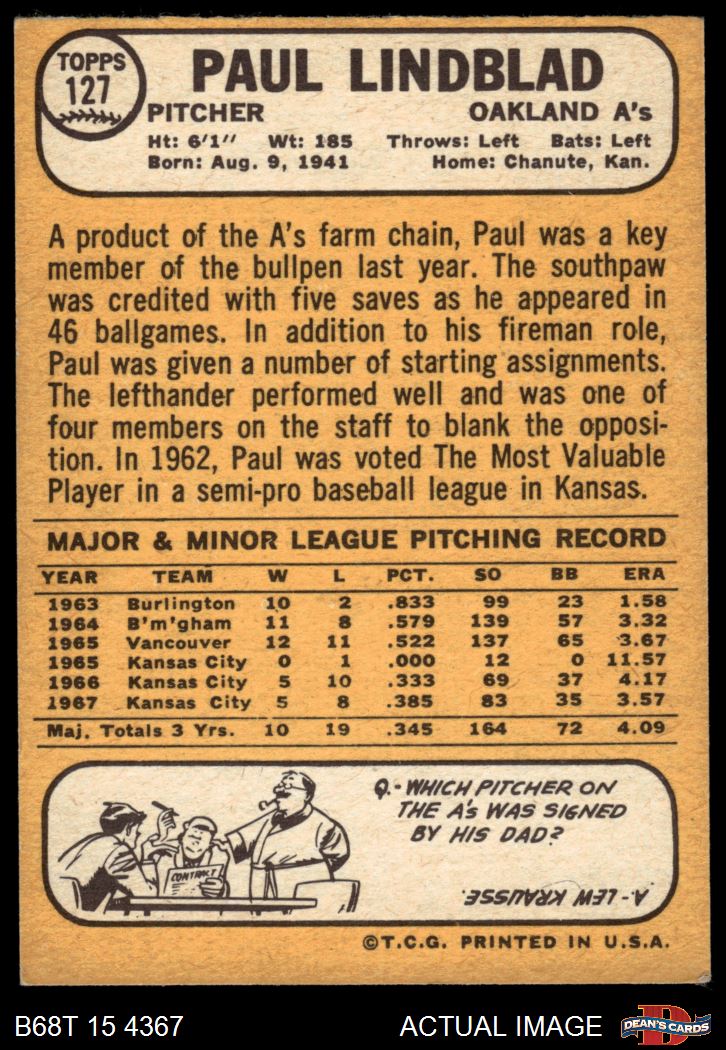 TOPPS
127
PAUL LINDBLAD
PITCHER OAKLAND A's
Ht: 6'1" Wt: 185 Throws: Left Bats: Left
Born: Aug. 9, 1941 Home: Chanute, Kan.
A product of the A's farm chain, Paul was a key
member of the bullpen last year. The southpaw
was credited with five saves as he appeared in
46 ballgames. In addition to his fireman role,
Paul was given a number of starting assignments.
The lefthander performed well and was one of
four members on the staff to blank the opposi-
tion. In 1962, Paul was voted The Most Valuable
Player in a semi-pro baseball league in Kansas.
MAJOR & MINOR LEAGUE PITCHING RECORD
YEAR TEAM W L PCT. SO BB ERA
1963 Burlington 10 2 .833 99 23 1.58
1964 B'm'gham 11 8 .579 139 57 3.32
1965 Vancouver 12 11 .522 137 65 3.67
1965 Kansas City 0 1 .000 12 0 11.57
1966 Kansas City 5 10 .333 69 37 4.17
1967 Kansas City 5 8 .385 83 35 3.57
Maj. Totals 3 Yrs. 10 19 .345 164 72 4.09
CONTRACT
Q.-WHICH PITCHER ON
THE A's WAS SIGNED
BY HIS DAD?
A.-LEW KRAUSSE.
©T.C.G. PRINTED IN U.S.A.
B68T 15 4367 ACTUAL IMAGE
DEAN'S CARDS